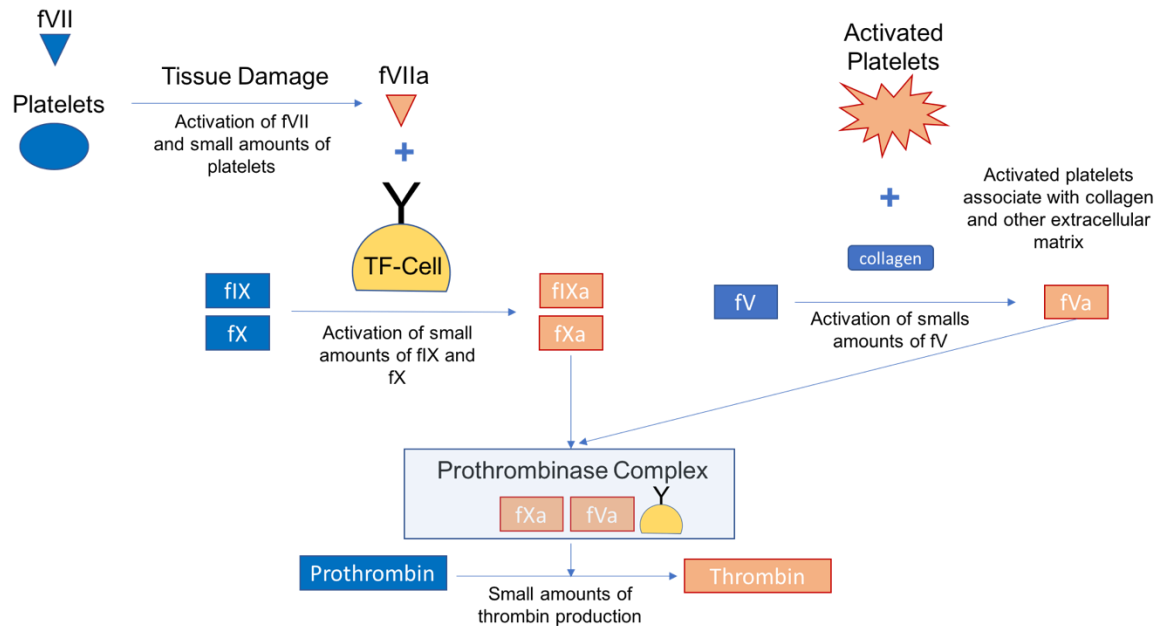 fVII
Platelets
Tissue Damage
Activation of fVII
and small amounts of
platelets
fVIIa
+
Y
TF-Cell
fIX
fX
Activation of small
amounts of fIX and
fX
fIXa
fXa
Activated
Platelets
+
Activated platelets
associate with collagen
and other extracellular
matrix
collagen
fV
Activation of smalls
amounts of fV
fVa
Prothrombinase Complex
fXa
fVa
Y
Prothrombin
Small amounts of
thrombin production
Thrombin